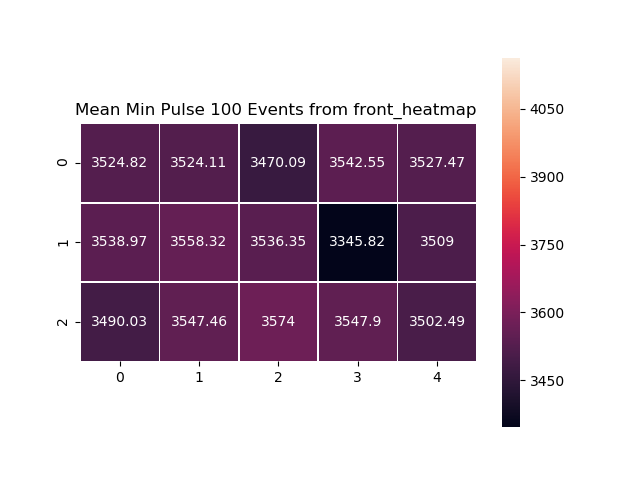 Mean Min Pulse 100 Events from front_heatmap
0 3524.82 3524.11 3470.09 3542.55 3527.47
1 3538.97 3558.32 3536.35 3345.82 3509
2 3490.03 3547.46 3574 3547.9 3502.49
0 1 2 3 4
4050
3900
3750
3600
3450